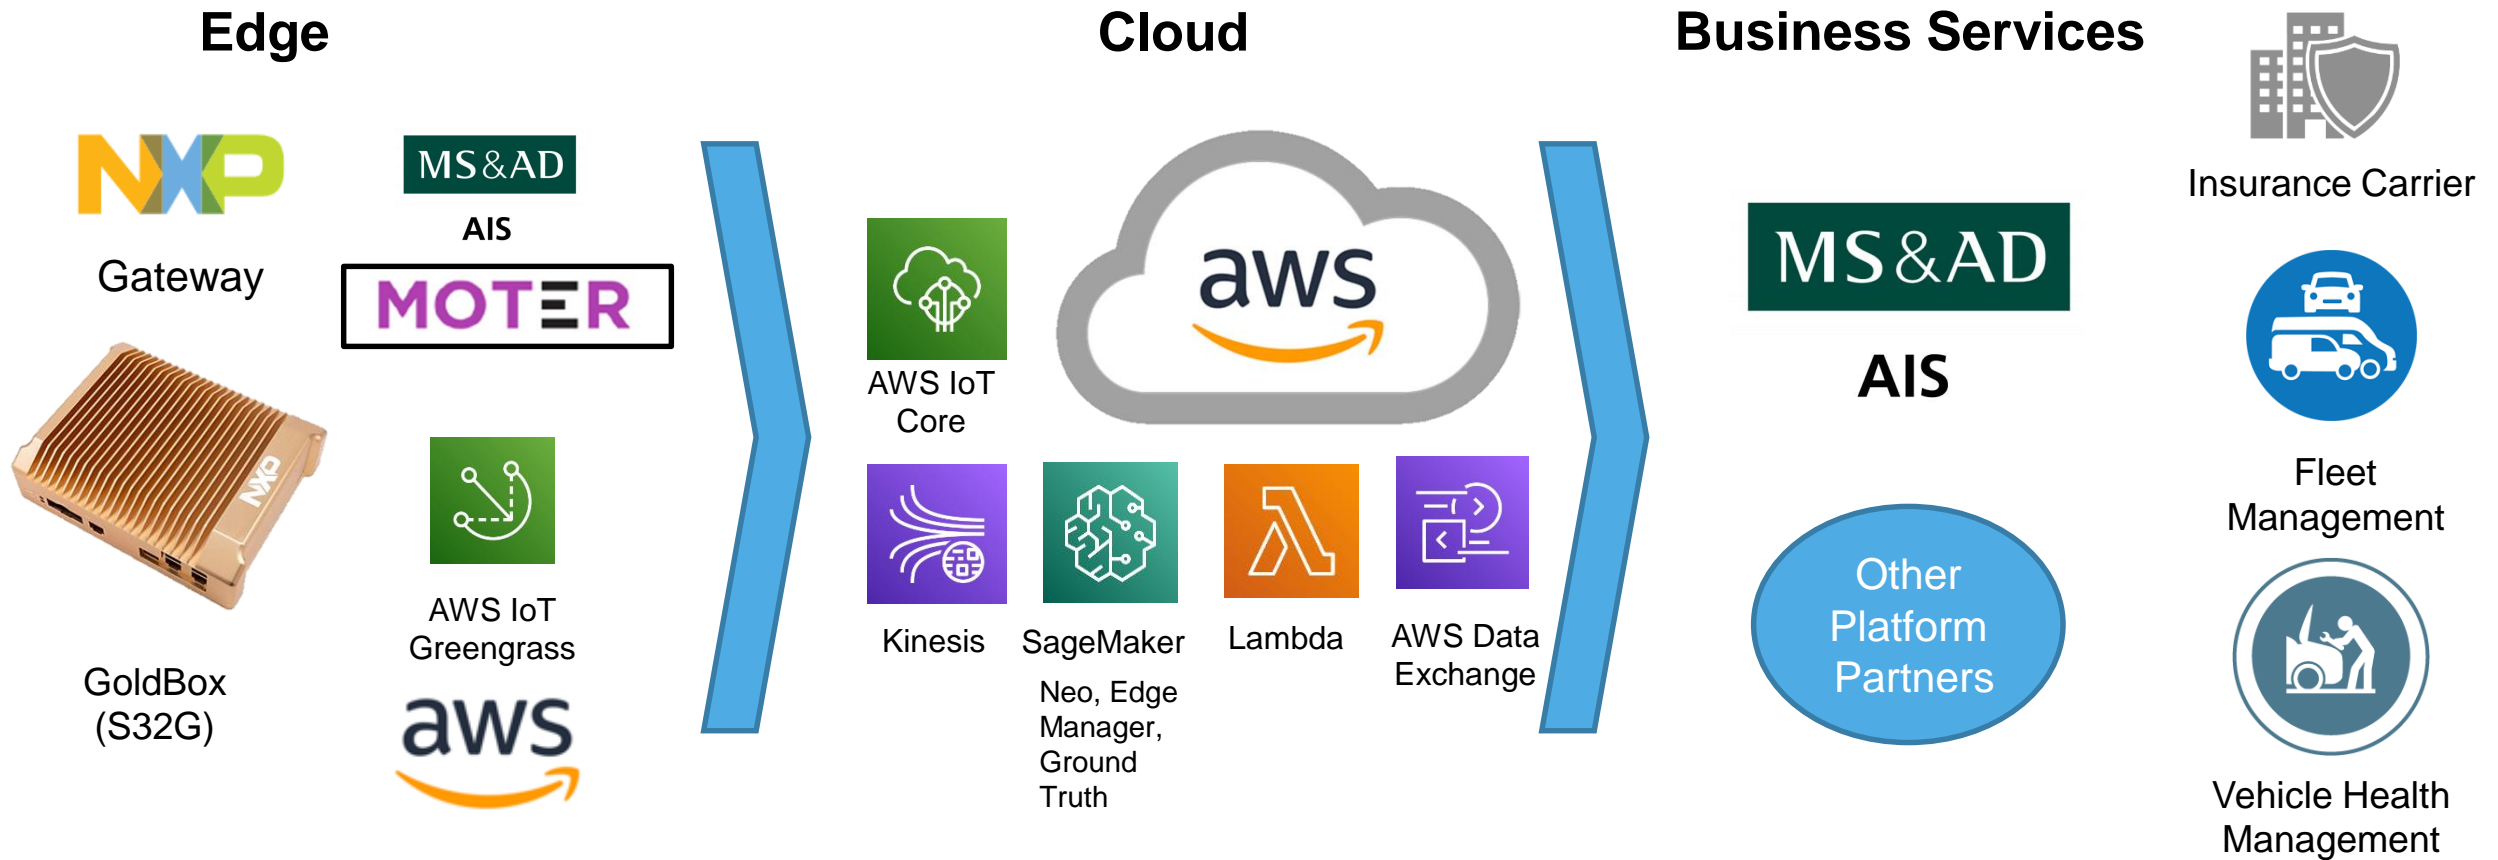 Edge
NXP
Gateway
MS&AD
AIS
MOTER
NXP
GoldBox
(S32G)
AWS IoT
Greengrass
aws
Cloud
aws
AWS IoT
Core
Kinesis
SageMaker
Neo, Edge
Manager,
Ground
Truth
Lambda
AWS Data
Exchange
Business Services
MS&AD
AIS
Other
Platform
Partners
Insurance Carrier
Fleet
Management
Vehicle Health
Management